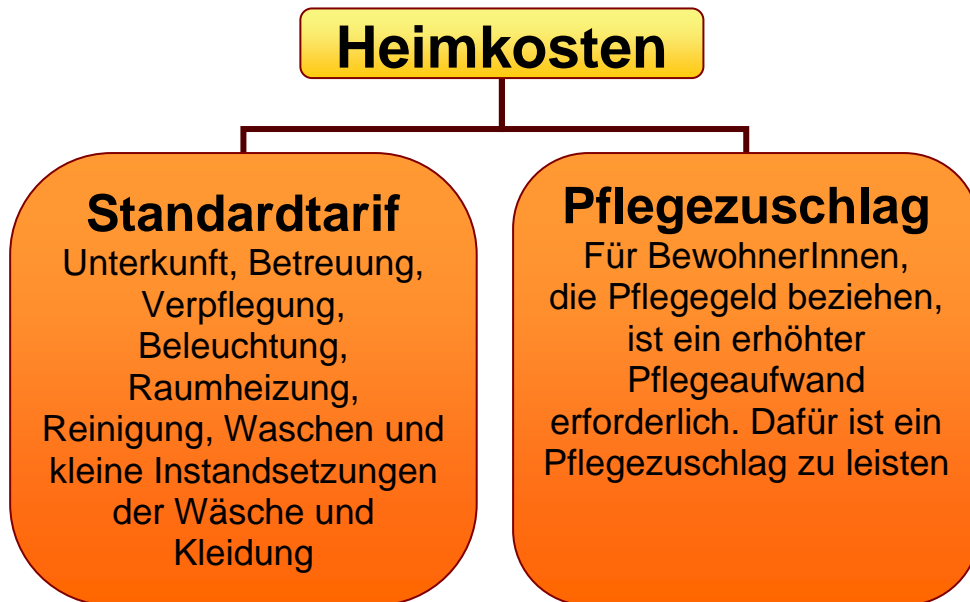 Heimkosten
Standardtarif
Unterkunft, Betreuung,
Verpflegung,
Beleuchtung,
Raumheizung,
Reinigung, Waschen und
kleine Instandsetzungen
der Wäsche und
Kleidung
Pflegezuschlag
Für BewohnerInnen,
die Pflegegeld beziehen,
ist ein erhöhter
Pflegeaufwand
erforderlich. Dafür ist ein
Pflegezuschlag zu leisten